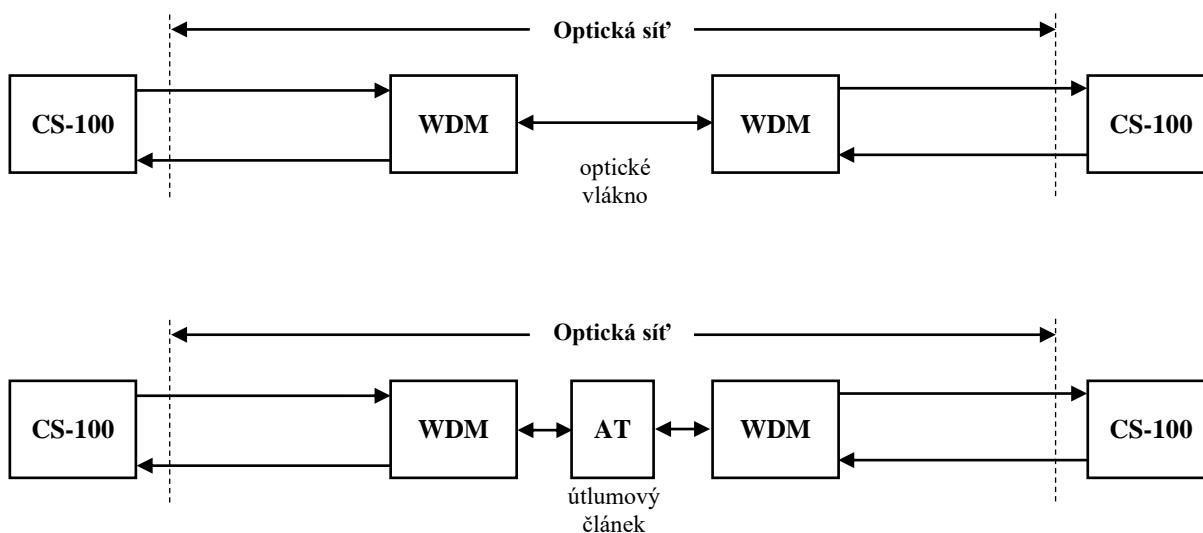 Optická síť
CS-100
WDM
WDM
CS-100
optické
vlákno
Optická síť
CS-100
WDM
AT
WDM
CS-100
útlumový
článek